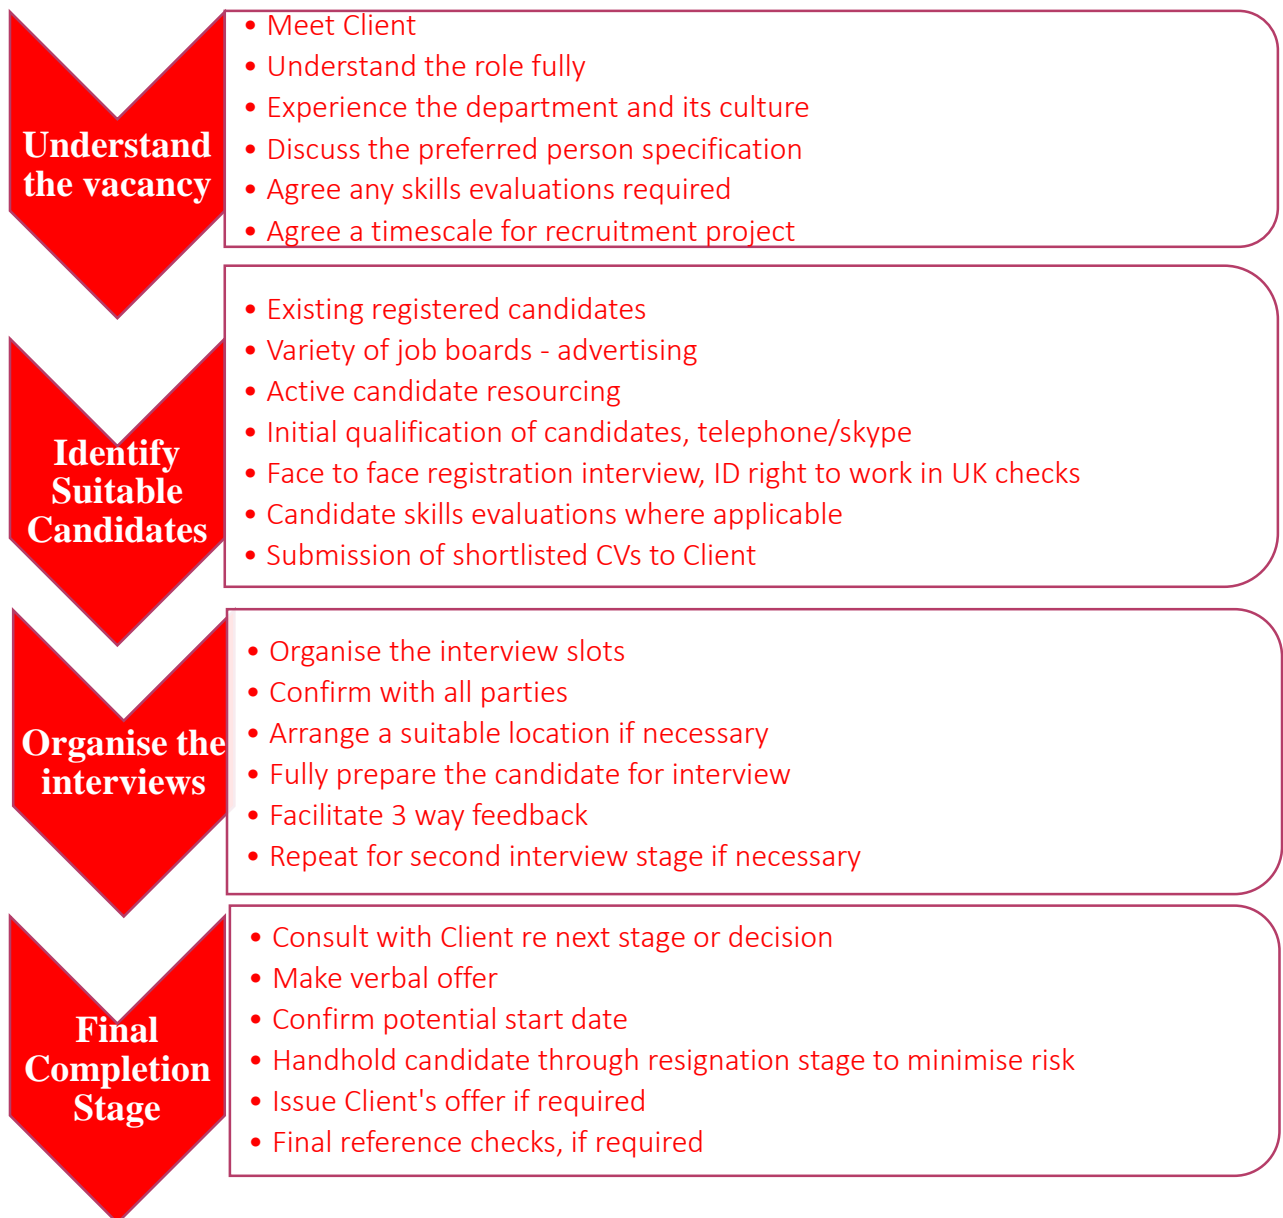 Understand
the vacancy
• Meet Client
• Understand the role fully
• Experience the department and its culture
• Discuss the preferred person specification
• Agree any skills evaluations required
• Agree a timescale for recruitment project
Identify
Suitable
Candidates
• Existing registered candidates
• Variety of job boards - advertising
• Active candidate resourcing
• Initial qualification of candidates, telephone/skype
• Face to face registration interview, ID right to work in UK checks
• Candidate skills evaluations where applicable
• Submission of shortlisted CVs to Client
Organise the
interviews
• Organise the interview slots
• Confirm with all parties
• Arrange a suitable location if necessary
• Fully prepare the candidate for interview
• Facilitate 3 way feedback
• Repeat for second interview stage if necessary
Final
Completion
Stage
• Consult with Client re next stage or decision
• Make verbal offer
• Confirm potential start date
• Handhold candidate through resignation stage to minimise risk
• Issue Client's offer if required
• Final reference checks, if required